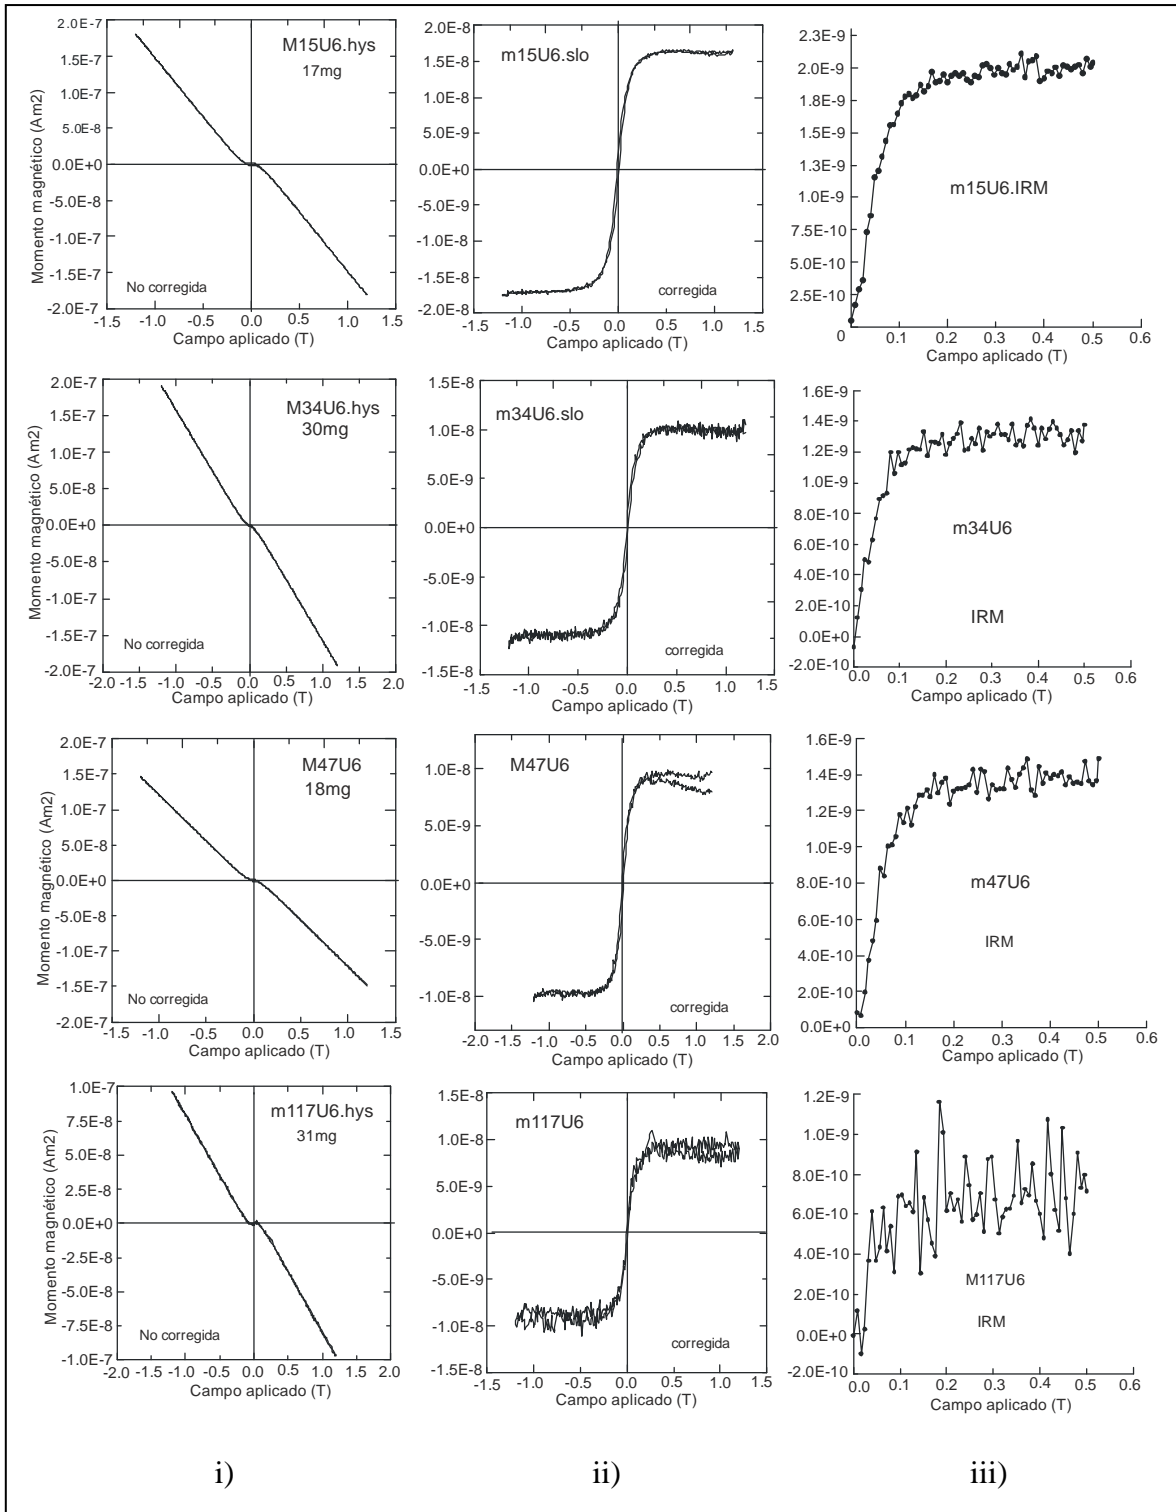 Momento magnético (Am2)
2.0E-7
1.5E-7
1.0E-7
5.0E-8
0.0E+0
-5.0E-8
-1.0E-7
-1.5E-7
-2.0E-7
M15U6.hys
17mg
No corregida
-1.5 -1.0 -0.5 0.0 0.5 1.0 1.5
Campo aplicado (T)
2.0E-8
1.5E-8
1.0E-8
5.0E-9
0.0E+0
-5.0E-9
-1.0E-8
-1.5E-8
-2.0E-8
m15U6.slo
corregida
-1.0 -0.5 0.0 0.5 1.0 1.5
Campo aplicado (T)
2.3E-9
2.0E-9
1.8E-9
1.5E-9
1.3E-9
1.0E-9
7.5E-10
5.0E-10
2.5E-10
0
m15U6.IRM
0.1 0.2 0.3 0.4 0.5 0.6
Campo aplicado (T)
Momento magnético (Am2)
2.0E-7
1.5E-7
1.0E-7
5.0E-8
0.0E+0
-5.0E-8
-1.0E-7
-1.5E-7
-2.0E-7
M34U6.hys
30mg
No corregida
-2.0 -1.5 -1.0 -0.5 0.0 0.5 1.0 1.5 2.0
Campo aplicado (T)
1.5E-8
1.0E-8
5.0E-9
0.0E+0
-5.0E-9
-1.0E-8
-1.5E-8
m34U6.slo
corregida
-1.5 -1.0 -0.5 0.0 0.5 1.0 1.5
Campo aplicado (T)
1.6E-9
1.4E-9
1.2E-9
1.0E-9
8.0E-10
6.0E-10
4.0E-10
2.0E-10
0.0E+0
-2.0E-10
m34U6
IRM
0.0 0.1 0.2 0.3 0.4 0.5 0.6
Campo aplicado (T)
Momento magnético (Am2)
2.0E-7
1.5E-7
1.0E-7
5.0E-8
0.0E+0
-5.0E-8
-1.0E-7
-1.5E-7
-2.0E-7
M47U6
18mg
No corregida
-1.5 -1.0 -0.5 0.0 0.5 1.0 1.5
Campo aplicado (T)
1.0E-8
5.0E-9
0.0E+0
-5.0E-9
-1.0E-8
M47U6
corregida
-2.0 -1.5 -1.0 -0.5 0.0 0.5 1.0 1.5 2.0
Campo aplicado (T)
1.6E-9
1.4E-9
1.2E-9
1.0E-9
8.0E-10
6.0E-10
4.0E-10
2.0E-10
0.0E+0
m47U6
IRM
0.0 0.1 0.2 0.3 0.4 0.5 0.6
Campo aplicado (T)
Momento magnético (Am2)
1.0E-7
7.5E-8
5.0E-8
2.5E-8
0.0E+0
-2.5E-8
-5.0E-8
-7.5E-8
-1.0E-7
m117U6.hys
31mg
No corregida
-2.0 -1.5 -1.0 -0.5 0.0 0.5 1.0 1.5 2.0
Campo aplicado (T)
1.5E-8
1.0E-8
5.0E-9
0.0E+0
-5.0E-9
-1.0E-8
-1.5E-8
m117U6
corregida
-1.5 -1.0 -0.5 0.0 0.5 1.0 1.5
Campo aplicado (T)
1.2E-9
1.0E-9
8.0E-10
6.0E-10
4.0E-10
2.0E-10
0.0E+0
-2.0E-10
M117U6
IRM
0.0 0.1 0.2 0.3 0.4 0.5 0.6
Campo aplicado (T)
i) ii) iii)